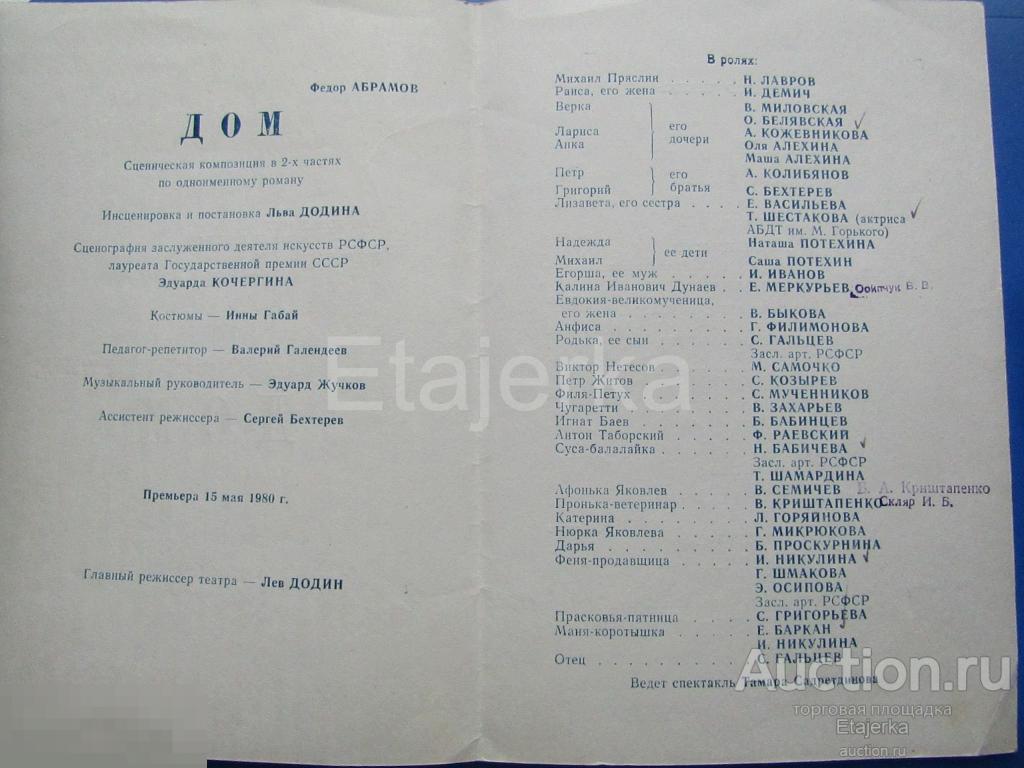 Федор АБРАМОВ
ДОМ
Сценическая композиция в 2-х частях
по одноименному роману
Инсценировка и постановка Льва ДОДИНА
Сценография заслуженного деятеля искусств РСФСР,
лауреата Государственной премии СССР
Эдуарда КОЧЕРГИНА
Костюмы — Инны Габай
Педагог-репетитор — Валерий Галендеев
Музыкальный руководитель — Эдуард Жучков
Ассистент режиссера — Сергей Бехтерев
Премьера 15 мая 1980 г.
Главный режиссер театра — Лев ДОДИН
В ролях:
Михаил Пряслин . . . . . Н. ЛАВРОВ
Раиса, его жена . . . . . И. ДЕМИЧ
Верка В. МИЛОВСКАЯ
О. БЕЛЯВСКАЯ
Лариса его дочери А. КОЖЕВНИКОВА
Анка Оля АЛЕХИНА
Маша АЛЕХИНА
Петр его А. КОЛИБЯНОВ
Григорий братья С. БЕХТЕРЕВ
Лизавета, его сестра . . . . Е. ВАСИЛЬЕВА
Т. ШЕСТАКОВА (актриса
АБДТ им. М. Горького)
Надежда Наташа ПОТЕХИНА
ее дети
Михаил Саша ПОТЕХИН
Егорша, ее муж . . . . . И. ИВАНОВ
Калина Иванович Дунаев . . Е. МЕРКУРЬЕВ Осипчук В. В.
Евдокия-великомученица,
его жена . . . . . . . В. БЫКОВА
Анфиса . . . . . . . . Г. ФИЛИМОНОВА
Родька, ее сын . . . . . С. ГАЛЬЦЕВ
Засл. арт. РСФСР
Виктор Нетесов . . . . . М. САМОЧКО
Петр Житов . . . . . . С. КОЗЫРЕВ
Филя-Петух . . . . . . С. МУЧЕННИКОВ
Чугаретти . . . . . . . В. ЗАХАРЬЕВ
Игнат Баев . . . . . . . Б. БАБИНЦЕВ
Антон Таборский . . . . . Ф. РАЕВСКИЙ
Суса-балалайка . . . . . Н. БАБИЧЕВА
Засл. арт. РСФСР
Т. ШАМАРДИНА
Афонька Яковлев . . . . . В. СЕМИЧЕВ Б. А. Криштапенко
Пронька-ветеринар . . . . В. КРИШТАПЕНКО Скляр И. Б.
Катерина . . . . . . . Л. ГОРЯЙНОВА
Нюрка Яковлева . . . . . Г. МИКРЮКОВА
Дарья . . . . . . . . Б. ПРОСКУРНИНА
Феня-продавщица . . . . . И. НИКУЛИНА
Г. ШМАКОВА
Э. ОСИПОВА
Засл. арт. РСФСР
Прасковья-пятница . . . . С. ГРИГОРЬЕВА
Маня-коротышка . . . . . Е. БАРКАН
И. НИКУЛИНА
Отец . . . . . . . . . С. ГАЛЬЦЕВ
Ведет спектакль Тамара Садретдинова
Etajerka
Auction.ru
торговая площадка
Etajerka
auction.ru